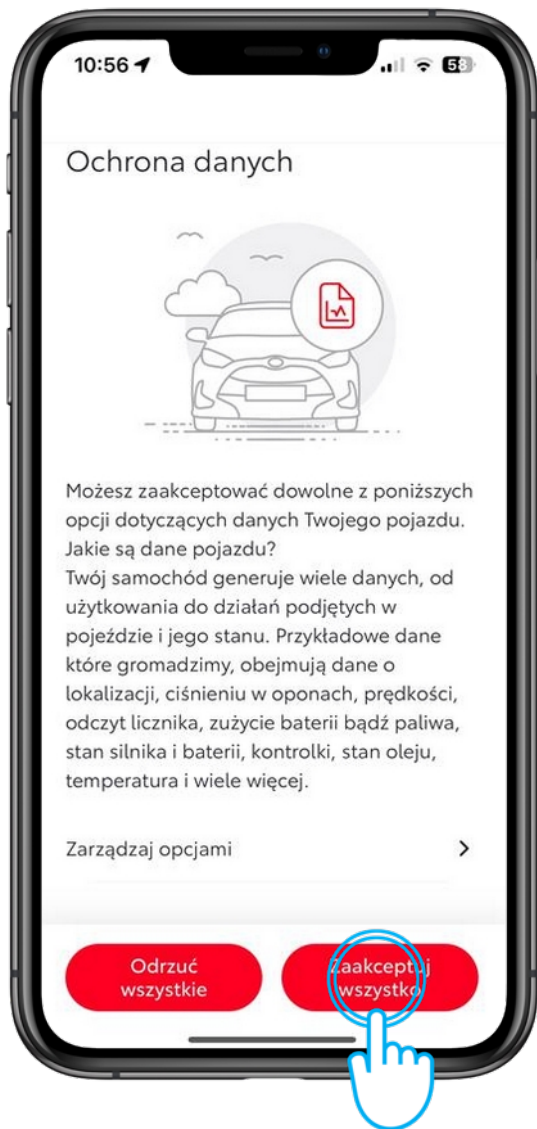 10:56
58
Ochrona danych
Możesz zaakceptować dowolne z poniższych
opcji dotyczących danych Twojego pojazdu.
Jakie są dane pojazdu?
Twój samochód generuje wiele danych, od
użytkowania do działań podjętych w
pojeździe i jego stanu. Przykładowe dane
które gromadzimy, obejmują dane o
lokalizacji, ciśnieniu w oponach, prędkości,
odczyt licznika, zużycie baterii bądź paliwa,
stan silnika i baterii, kontrolki, stan oleju,
temperatura i wiele więcej.
Zarządzaj opcjami
Odrzuć
wszystkie
Zaakceptuj
wszystko